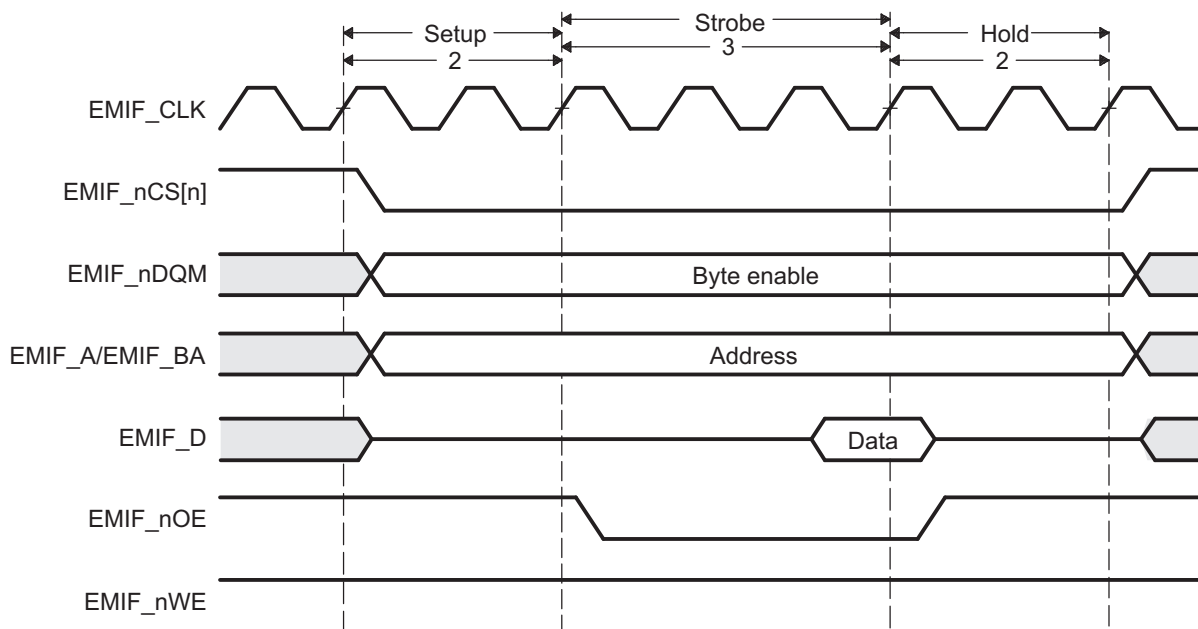 Setup
Strobe
Hold
2
3
2
EMIF_CLK
EMIF_nCS[n]
EMIF_nDQM
Byte enable
EMIF_A/EMIF_BA
Address
EMIF_D
Data
EMIF_nOE
EMIF_nWE